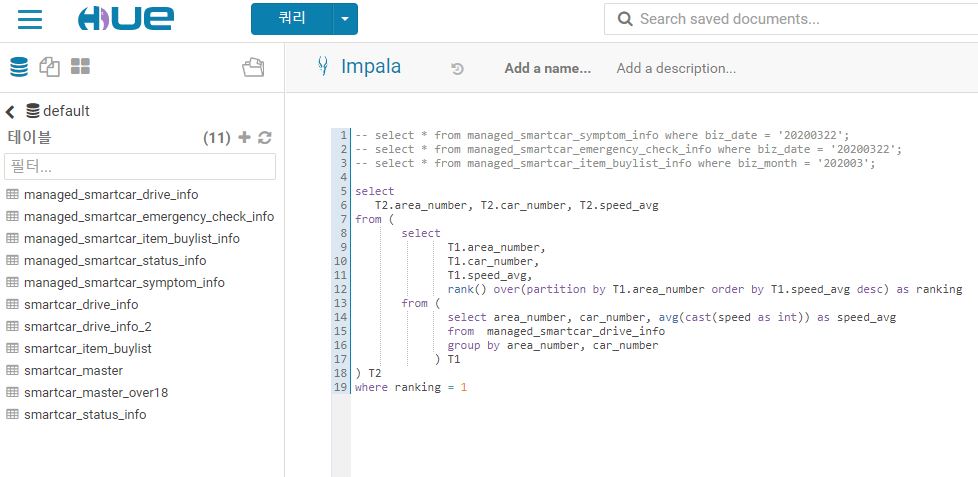 HUE
쿼리
Search saved documents...
Impala
Add a name...
Add a description...
default
테이블
(11)
필터...
managed_smartcar_drive_info
managed_smartcar_emergency_check_info
managed_smartcar_item_buylist_info
managed_smartcar_status_info
managed_smartcar_symptom_info
smartcar_drive_info
smartcar_drive_info_2
smartcar_item_buylist
smartcar_master
smartcar_master_over18
smartcar_status_info
1 -- select * from managed_smartcar_symptom_info where biz_date = '20200322';
2 -- select * from managed_smartcar_emergency_check_info where biz_date = '20200322';
3 -- select * from managed_smartcar_item_buylist_info where biz_month = '202003';
4
5 select
6 T2.area_number, T2.car_number, T2.speed_avg
7 from (
8 select
9 T1.area_number,
10 T1.car_number,
11 T1.speed_avg,
12 rank() over(partition by T1.area_number order by T1.speed_avg desc) as ranking
13 from (
14 select area_number, car_number, avg(cast(speed as int)) as speed_avg
15 from managed_smartcar_drive_info
16 group by area_number, car_number
17 ) T1
18 ) T2
19 where ranking = 1